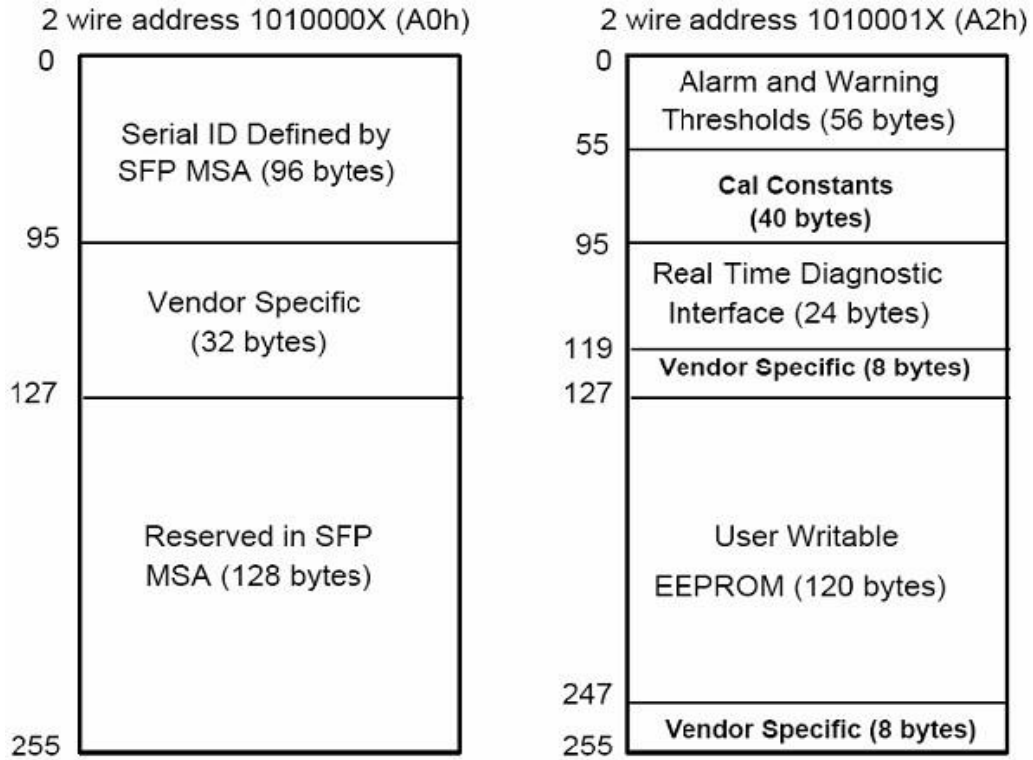 2 wire address 1010000X (A0h)
0
Serial ID Defined by
SFP MSA (96 bytes)
95
Vendor Specific
(32 bytes)
127
Reserved in SFP
MSA (128 bytes)
255
2 wire address 1010001X (A2h)
0
Alarm and Warning
Thresholds (56 bytes)
55
Cal Constants
(40 bytes)
95
Real Time Diagnostic
Interface (24 bytes)
119
Vendor Specific (8 bytes)
127
User Writable
EEPROM (120 bytes)
247
Vendor Specific (8 bytes)
255